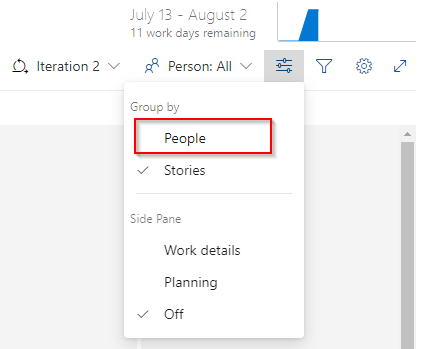 July 13 - August 2
11 work days remaining
Iteration 2
Person: All
Group by
People
Stories
Side Pane
Work details
Planning
Off